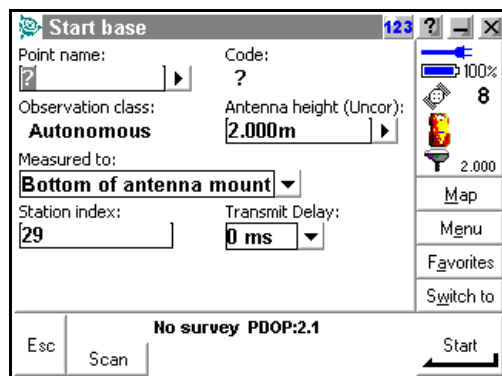 Start base 123 ?
Point name: Code:
? ?
100%
8
Observation class: Antenna height (Uncor):
Autonomous 2.000m
Measured to:
Bottom of antenna mount
2.000
Station index: Transmit Delay:
29 0 ms
Map
Menu
Favorites
Switch to
No survey PDOP:2.1
Esc Scan Start